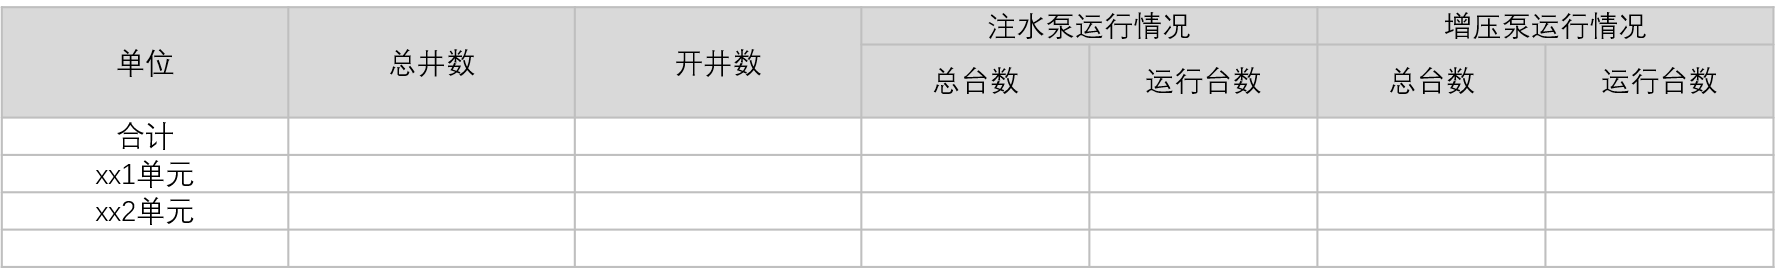 单位
总井数
开井数
注水泵运行情况
增压泵运行情况
总台数
运行台数
总台数
运行台数
合计
xx1单元
xx2单元